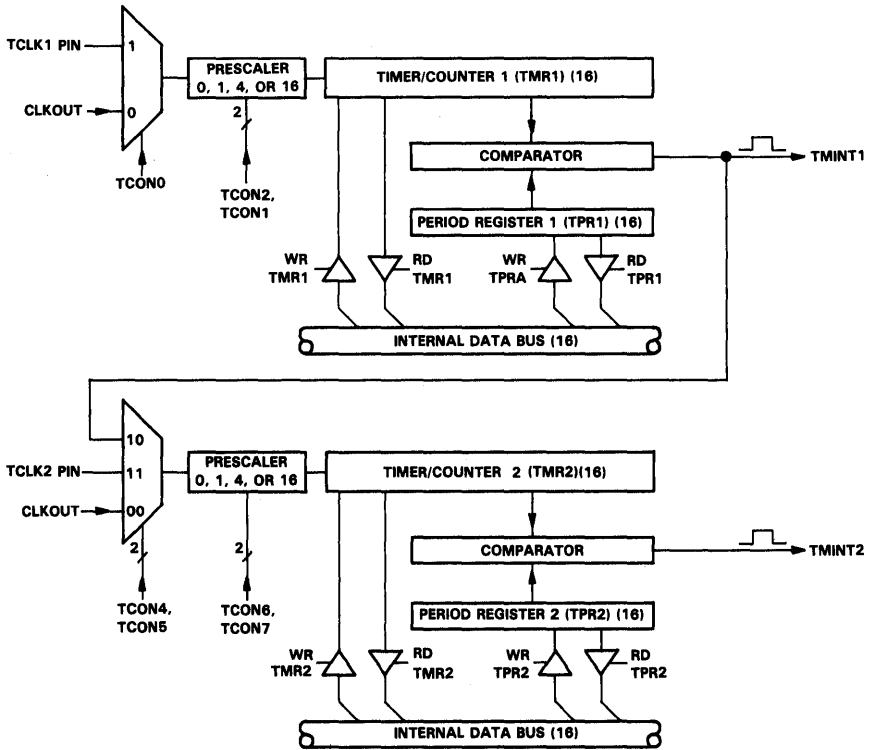 TCLK1 PIN
1
CLKOUT
0
TCON0
PRESCALER
0, 1, 4, OR 16
2
TCON2,
TCON1
TIMER/COUNTER 1 (TMR1) (16)
COMPARATOR
TMINT1
PERIOD REGISTER 1 (TPR1) (16)
WR
TMR1
RD
TMR1
WR
TPRA
RD
TPR1
INTERNAL DATA BUS (16)
10
TCLK2 PIN
11
CLKOUT
00
2
TCON4,
TCON5
PRESCALER
0, 1, 4, OR 16
2
TCON6,
TCON7
TIMER/COUNTER 2 (TMR2)(16)
COMPARATOR
TMINT2
PERIOD REGISTER 2 (TPR2) (16)
WR
TMR2
RD
TMR2
WR
TPR2
RD
TPR2
INTERNAL DATA BUS (16)